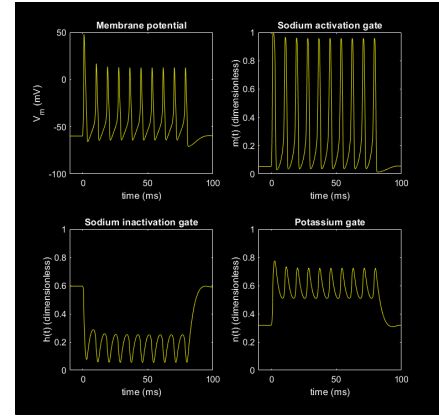 Membrane potential
50
0
-50
-100
V_m (mV)
0
50
100
time (ms)
Sodium activation gate
1
0.8
0.6
0.4
0.2
0
m(t) (dimensionless)
0
50
100
time (ms)
Sodium inactivation gate
1
0.8
0.6
0.4
0.2
0
h(t) (dimensionless)
0
50
100
time (ms)
Potassium gate
1
0.8
0.6
0.4
0.2
0
n(t) (dimensionless)
0
50
100
time (ms)